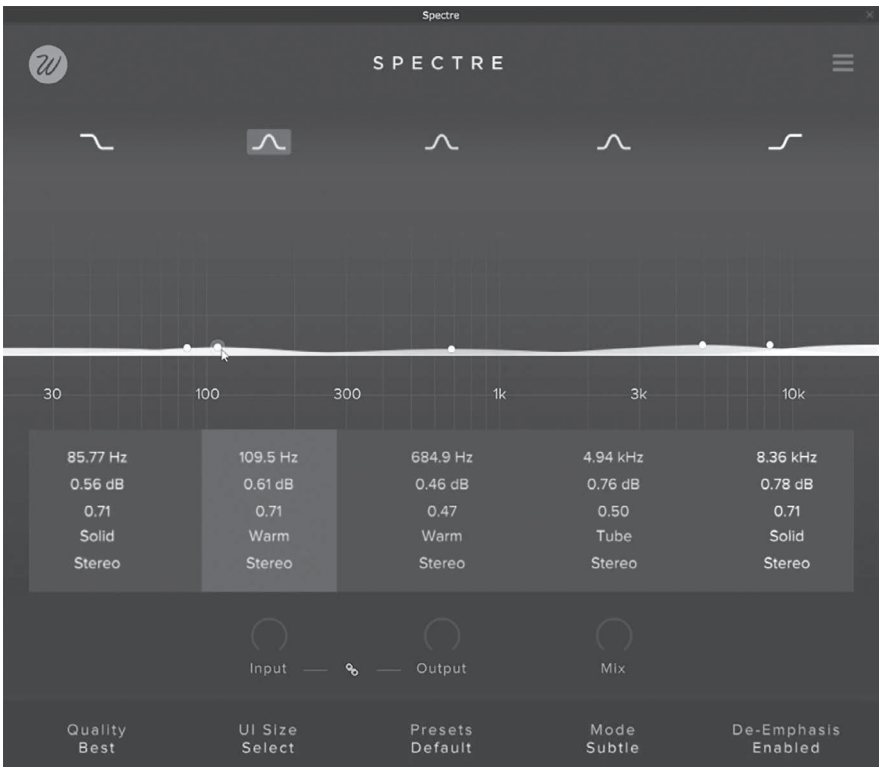 Spectre
W
SPECTRE
30 100 300 1k 3k 10k
85.77 Hz 109.5 Hz 684.9 Hz 4.94 kHz 8.36 kHz
0.56 dB 0.61 dB 0.46 dB 0.76 dB 0.78 dB
0.71 0.71 0.47 0.50 0.71
Solid Warm Warm Tube Solid
Stereo Stereo Stereo Stereo Stereo
Input Output Mix
Quality UI Size Presets Mode De-Emphasis
Best Select Default Subtle Enabled